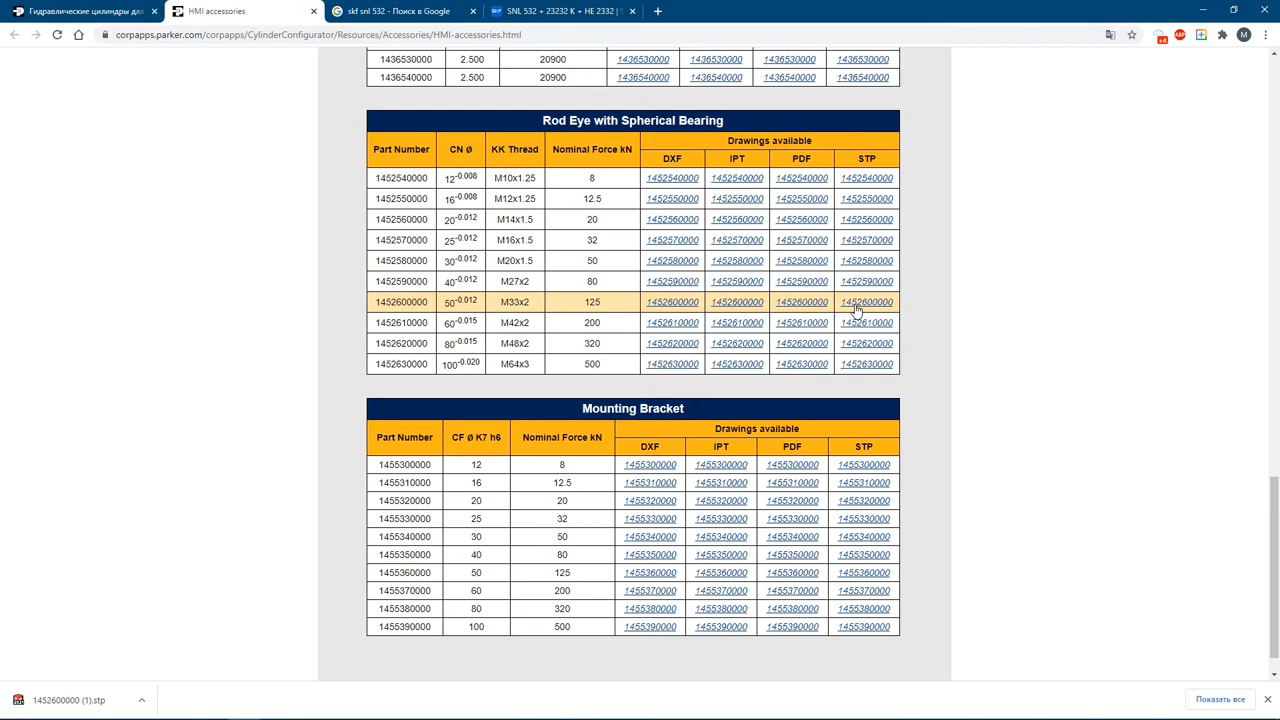 Гидравлические цилиндры для
HMI accessories
skf snl 532 - Поиск в Google
SNL 532 + 23232 K + HE 2332 |
corpapps.parker.com/corpapps/CylinderConfigurator/Resources/Accessories/HMI-accessories.html
+4 ABP M
1436530000 2.500 20900 1436530000 1436530000 1436530000 1436530000
1436540000 2.500 20900 1436540000 1436540000 1436540000 1436540000
Rod Eye with Spherical Bearing
Part Number CN Ø KK Thread Nominal Force kN Drawings available
DXF IPT PDF STP
1452540000 12-0.008 M10x1.25 8 1452540000 1452540000 1452540000 1452540000
1452550000 16-0.008 M12x1.25 12.5 1452550000 1452550000 1452550000 1452550000
1452560000 20-0.012 M14x1.5 20 1452560000 1452560000 1452560000 1452560000
1452570000 25-0.012 M16x1.5 32 1452570000 1452570000 1452570000 1452570000
1452580000 30-0.012 M20x1.5 50 1452580000 1452580000 1452580000 1452580000
1452590000 40-0.012 M27x2 80 1452590000 1452590000 1452590000 1452590000
1452600000 50-0.012 M33x2 125 1452600000 1452600000 1452600000 1452600000
1452610000 60-0.015 M42x2 200 1452610000 1452610000 1452610000 1452610000
1452620000 80-0.015 M48x2 320 1452620000 1452620000 1452620000 1452620000
1452630000 100-0.020 M64x3 500 1452630000 1452630000 1452630000 1452630000
Mounting Bracket
Part Number CF Ø K7 h6 Nominal Force kN Drawings available
DXF IPT PDF STP
1455300000 12 8 1455300000 1455300000 1455300000 1455300000
1455310000 16 12.5 1455310000 1455310000 1455310000 1455310000
1455320000 20 20 1455320000 1455320000 1455320000 1455320000
1455330000 25 32 1455330000 1455330000 1455330000 1455330000
1455340000 30 50 1455340000 1455340000 1455340000 1455340000
1455350000 40 80 1455350000 1455350000 1455350000 1455350000
1455360000 50 125 1455360000 1455360000 1455360000 1455360000
1455370000 60 200 1455370000 1455370000 1455370000 1455370000
1455380000 80 320 1455380000 1455380000 1455380000 1455380000
1455390000 100 500 1455390000 1455390000 1455390000 1455390000
1452600000 (1).stp
Показать все